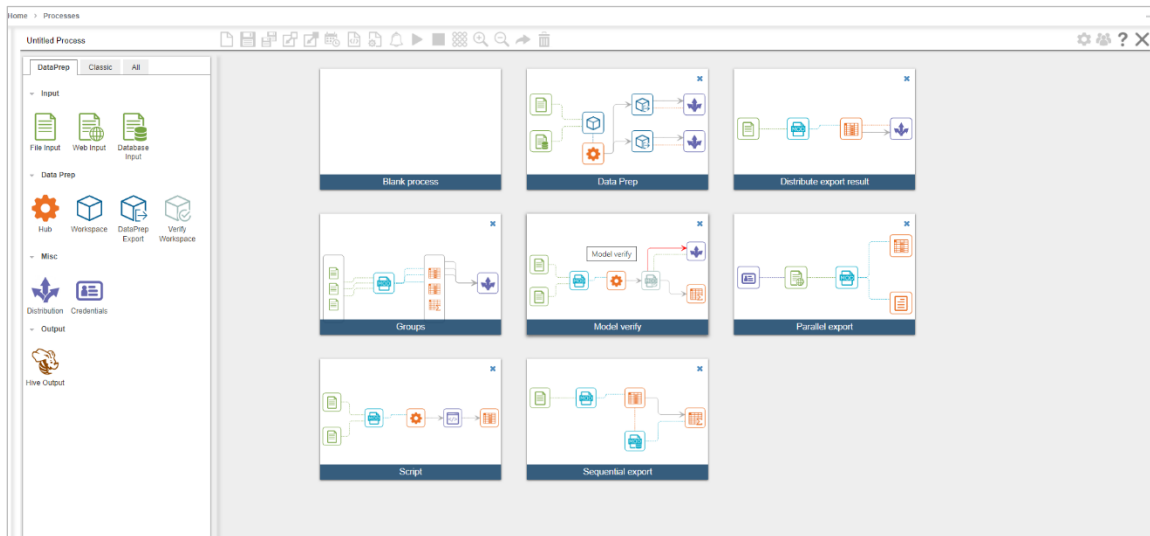 Home > Processes
Untitled Process
DataPrep Classic All
Input
File Input Web Input Database Input
Data Prep
Hub Workspace DataPrep Export Verify Workspace
Misc
Distribution Credentials
Output
Hive Output
Blank process
Data Prep
Distribute export result
Groups
Model verify
Model verify
Parallel export
Script
Sequential export